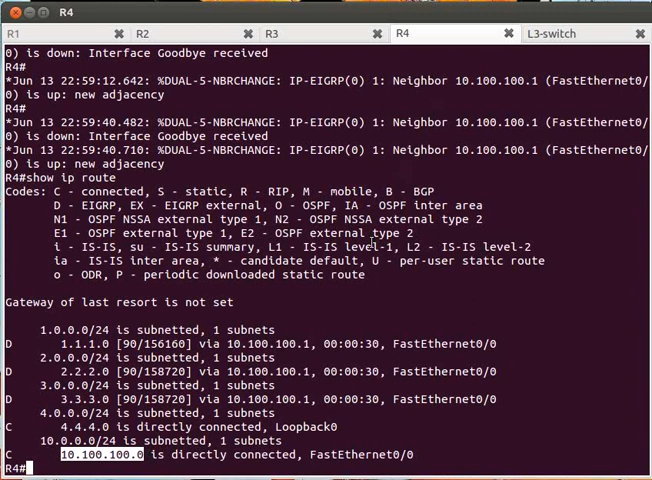 R4
R1
R2
R3
R4
L3-switch
0) is down: Interface Goodbye received
R4#
*Jun 13 22:59:12.642: %DUAL-5-NBRCHANGE: IP-EIGRP(0) 1: Neighbor 10.100.100.1 (FastEthernet0/
0) is up: new adjacency
R4#
*Jun 13 22:59:40.482: %DUAL-5-NBRCHANGE: IP-EIGRP(0) 1: Neighbor 10.100.100.1 (FastEthernet0/
0) is down: Interface Goodbye received
*Jun 13 22:59:40.710: %DUAL-5-NBRCHANGE: IP-EIGRP(0) 1: Neighbor 10.100.100.1 (FastEthernet0/
0) is up: new adjacency
R4#show ip route
Codes: C - connected, S - static, R - RIP, M - mobile, B - BGP
D - EIGRP, EX - EIGRP external, O - OSPF, IA - OSPF inter area
N1 - OSPF NSSA external type 1, N2 - OSPF NSSA external type 2
E1 - OSPF external type 1, E2 - OSPF external type 2
i - IS-IS, su - IS-IS summary, L1 - IS-IS level-1, L2 - IS-IS level-2
ia - IS-IS inter area, * - candidate default, U - per-user static route
o - ODR, P - periodic downloaded static route
Gateway of last resort is not set
1.0.0.0/24 is subnetted, 1 subnets
D 1.1.1.0 [90/156160] via 10.100.100.1, 00:00:30, FastEthernet0/0
2.0.0.0/24 is subnetted, 1 subnets
D 2.2.2.0 [90/158720] via 10.100.100.1, 00:00:30, FastEthernet0/0
3.0.0.0/24 is subnetted, 1 subnets
D 3.3.3.0 [90/158720] via 10.100.100.1, 00:00:30, FastEthernet0/0
4.0.0.0/24 is subnetted, 1 subnets
C 4.4.4.0 is directly connected, Loopback0
10.0.0.0/24 is subnetted, 1 subnets
C 10.100.100.0 is directly connected, FastEthernet0/0
R4#